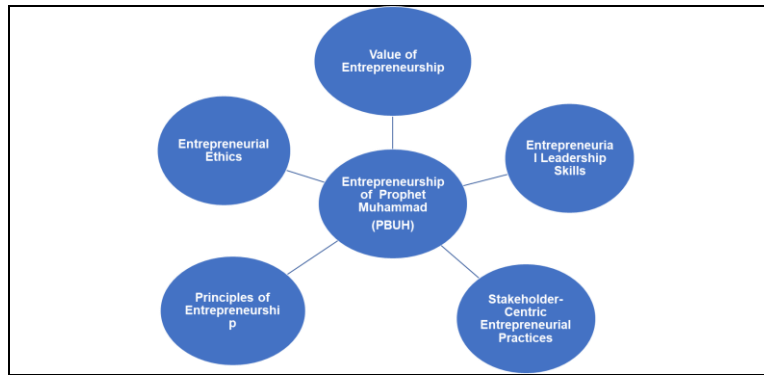 Value of
Entrepreneurship
Entrepreneurial
Ethics
Entrepreneuria
l Leadership
Skills
Entrepreneurship
of Prophet
Muhammad
(PBUH)
Principles of
Entrepreneurshi
p
Stakeholder-
Centric
Entrepreneurial
Practices